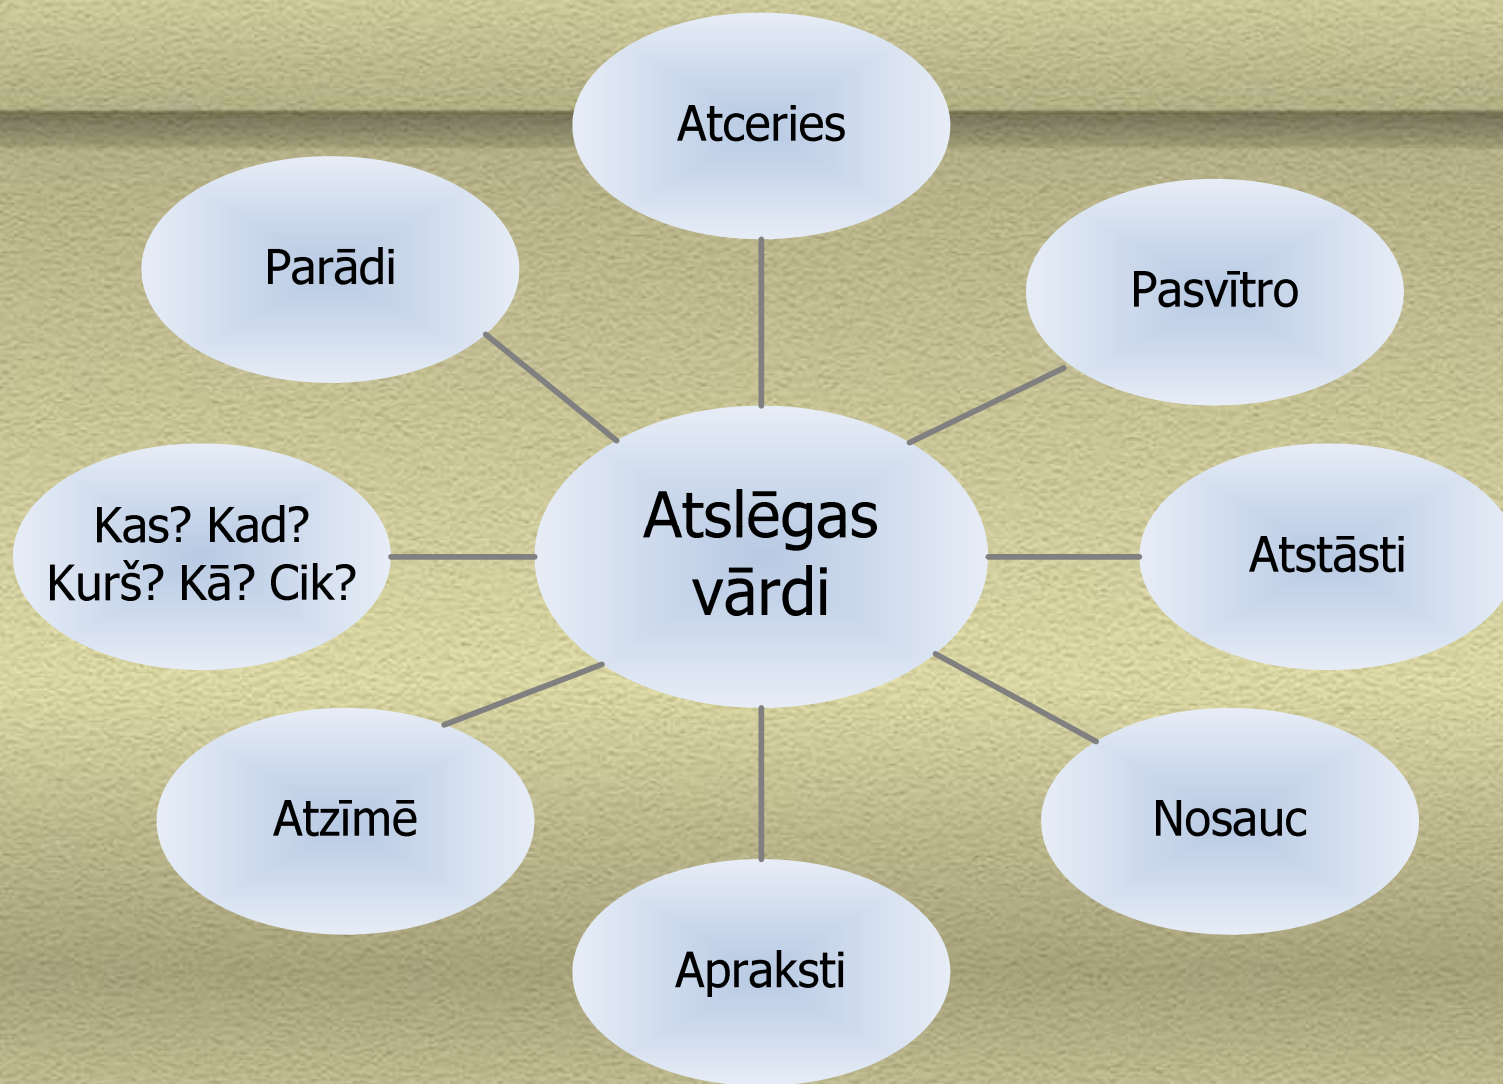 Atceries
Parādi
Pasvītro
Kas? Kad?
Kurš? Kā? Cik?
Atslēgas
vārdi
Atstāsti
Atzīmē
Nosauc
Apraksti